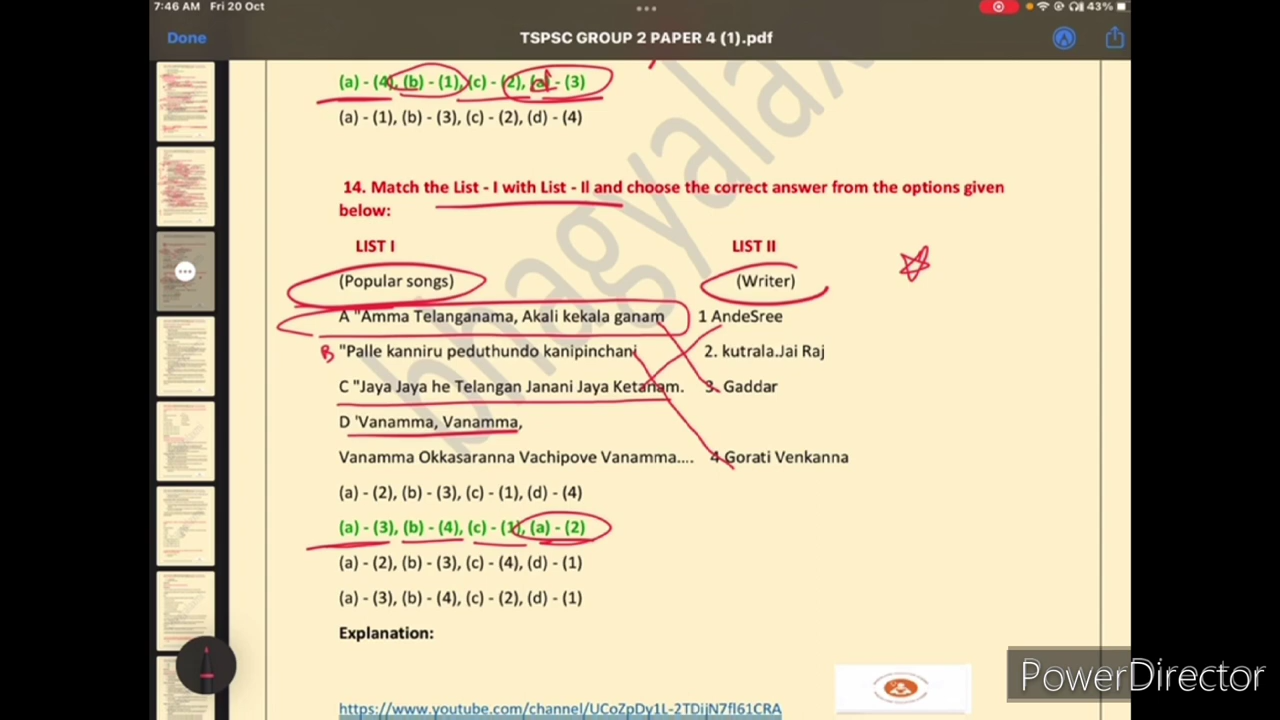 7:46 AM Fri 20 Oct
43%
Done
TSPSC GROUP 2 PAPER 4 (1).pdf
(a) - (4), (b) - (1), (c) - (2), (d) - (3)
(a) - (1), (b) - (3), (c) - (2), (d) - (4)
14. Match the List - I with List - Il and choose the correct answer from the options given
below:
LIST I LIST II
(Popular songs) (Writer)
A "Amma Telanganama, Akali kekala ganam 1 AndeSree
B "Palle kanniru peduthundo kanipinchani 2. kutrala.Jai Raj
C "Jaya Jaya he Telangan Janani Jaya Ketanam. 3. Gaddar
D 'Vanamma, Vanamma,
Vanamma Okkasaranna Vachipove Vanamma.... 4 Gorati Venkanna
(a) - (2), (b) - (3), (c) - (1), (d) - (4)
(a) - (3), (b) - (4), (c) - (1), (a) - (2)
(a) - (2), (b) - (3), (c) - (4), (d) - (1)
(a) - (3), (b) - (4), (c) - (2), (d) - (1)
Explanation:
https://www.youtube.com/channel/UCoZpDy1L-2TDijN7fl61CRA
bhagyalax
PowerDirector